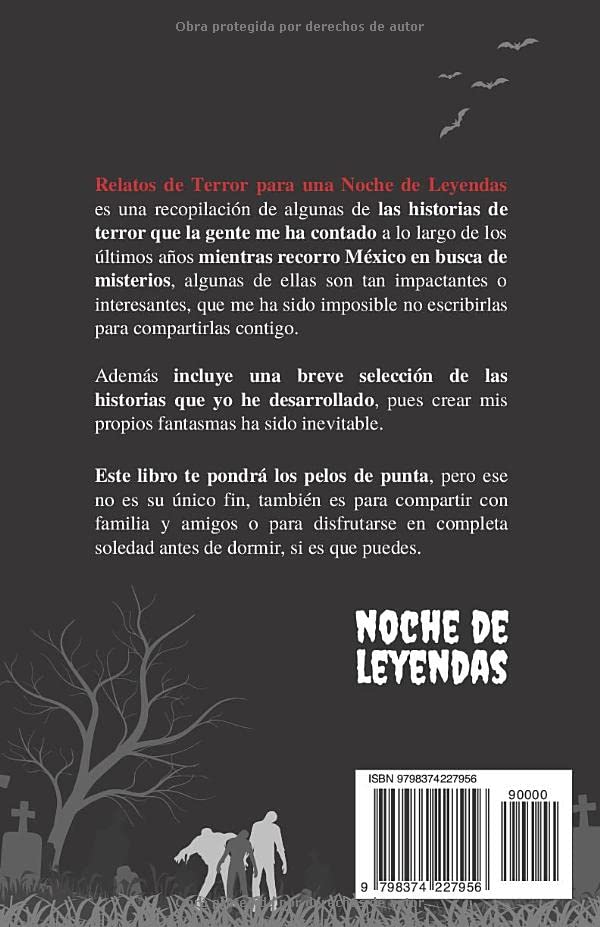 Obra protegida por derechos de autor
Relatos de Terror para una Noche de Leyendas
es una recopilación de algunas de las historias de
terror que la gente me ha contado a lo largo de los
últimos años mientras recorro México en busca de
misterios, algunas de ellas son tan impactantes o
interesantes, que me ha sido imposible no escribirlas
para compartirlas contigo.
Además incluye una breve selección de las
historias que yo he desarrollado, pues crear mis
propios fantasmas ha sido inevitable.
Este libro te pondrá los pelos de punta, pero ese
no es su único fin, también es para compartir con
familia y amigos o para disfrutarse en completa
soledad antes de dormir, si es que puedes.
NOCHE DE
LEYENDAS
ISBN 9798374227956
90000
9 798374 227956
Obra protegida por derechos de autor